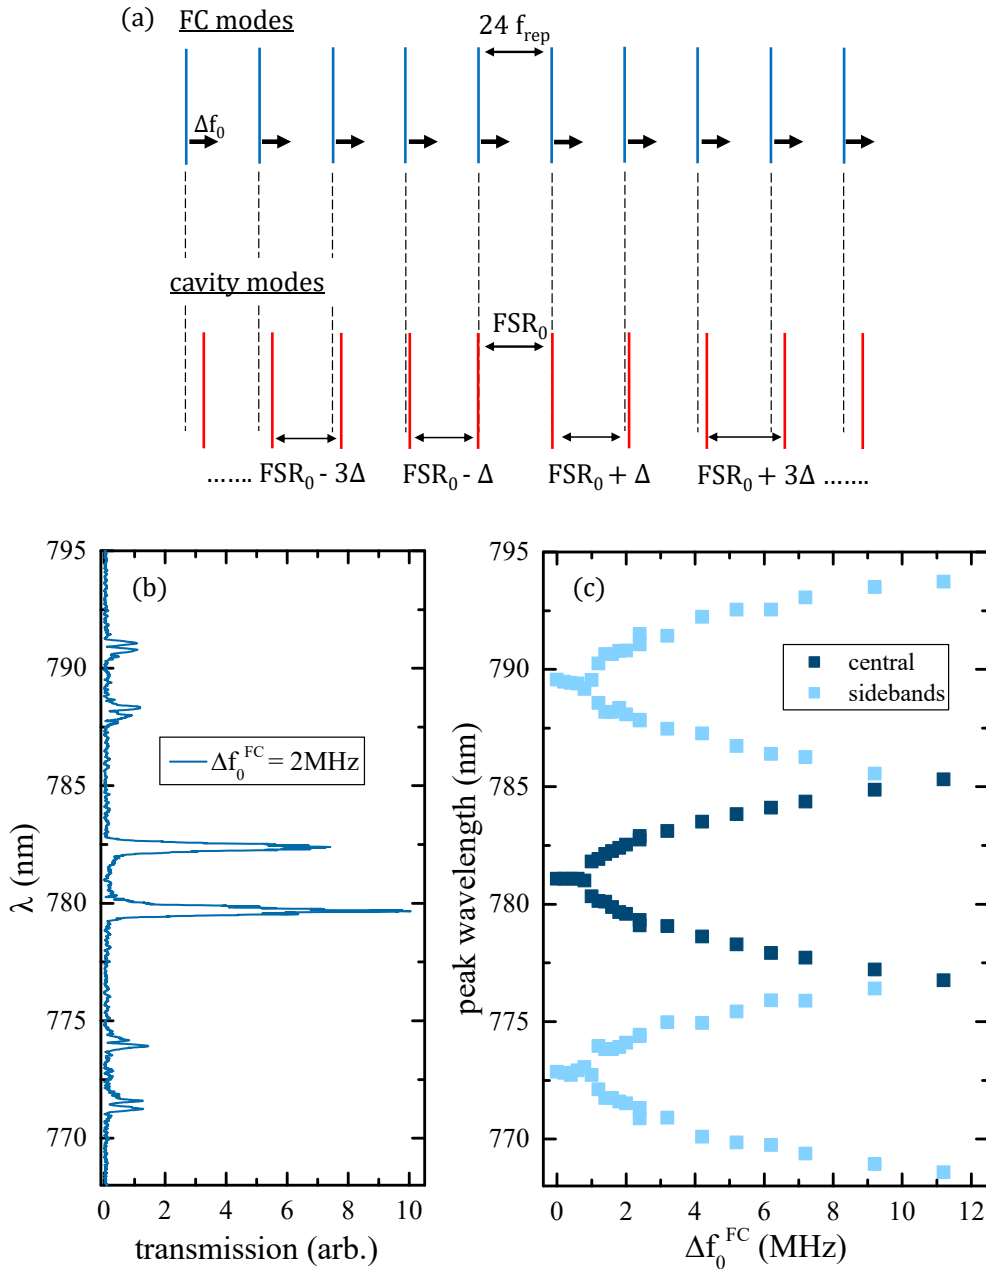 (a)
FC modes
24 f_rep
Δf_0
cavity modes
FSR_0
....... FSR_0 - 3Δ
FSR_0 - Δ
FSR_0 + Δ
FSR_0 + 3Δ .......
(b)
795
790
785
780
775
770
λ (nm)
Δf_0^FC = 2MHz
0 2 4 6 8 10
transmission (arb.)
(c)
795
790
785
780
775
770
peak wavelength (nm)
central
sidebands
0 2 4 6 8 10 12
Δf_0^FC (MHz)